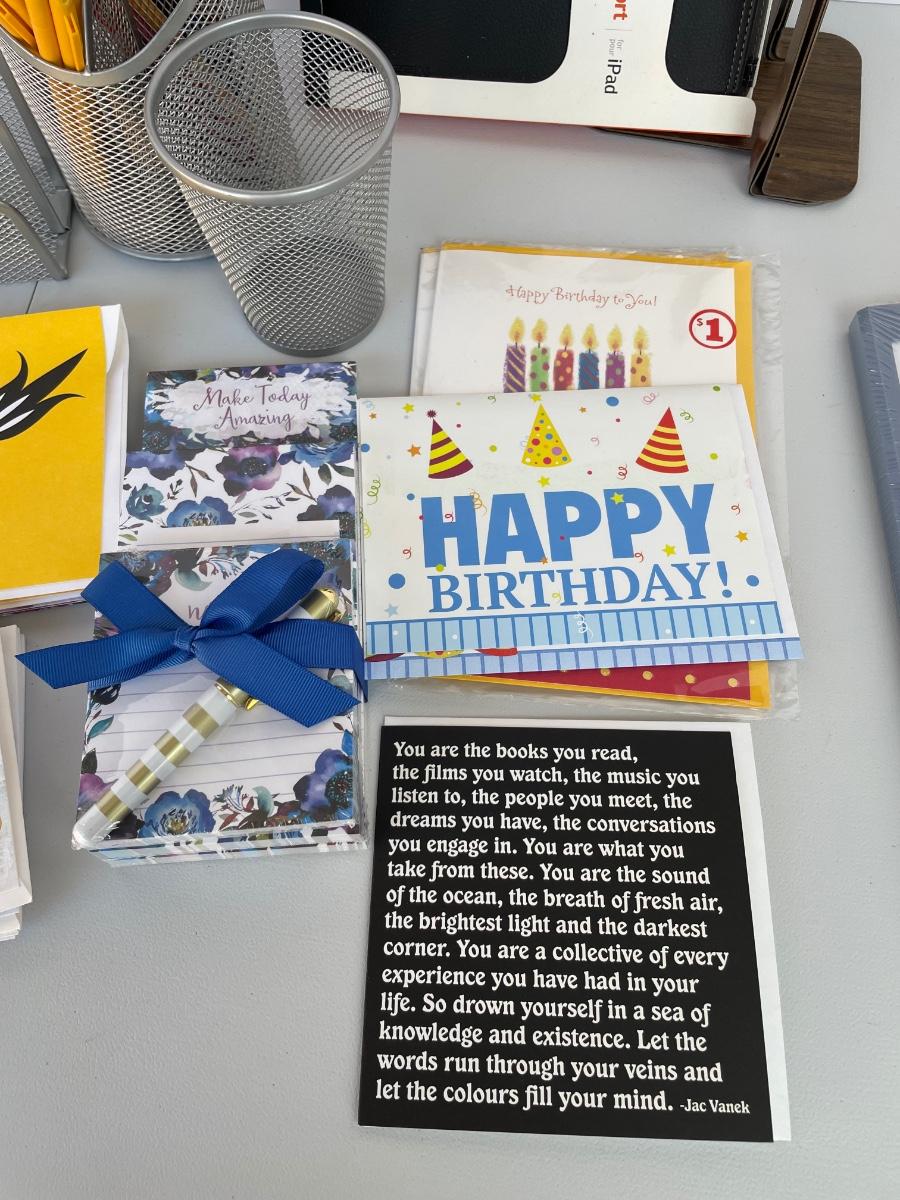 ort
for
pour
iPad
Happy Birthday to You!
$1
Make Today
Amazing
HAPPY
BIRTHDAY!
You are the books you read,
the films you watch, the music you
listen to, the people you meet, the
dreams you have, the conversations
you engage in. You are what you
take from these. You are the sound
of the ocean, the breath of fresh air,
the brightest light and the darkest
corner. You are a collective of every
experience you have had in your
life. So drown yourself in a sea of
knowledge and existence. Let the
words run through your veins and
let the colours fill your mind. -Jac Vanek